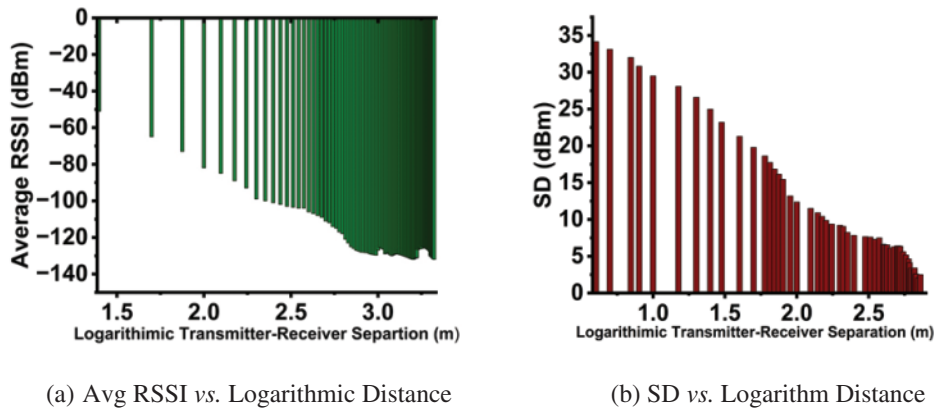 Average RSSI (dBm)
0
−20
−40
−60
−80
−100
−120
−140
1.5 2.0 2.5 3.0
Logarithimic Transmitter-Receiver Separtion (m)
(a) Avg RSSI vs. Logarithmic Distance
SD (dBm)
35
30
25
20
15
10
5
0
1.0 1.5 2.0 2.5
Logarithimic Transmitter-Receiver Separation (m)
(b) SD vs. Logarithm Distance